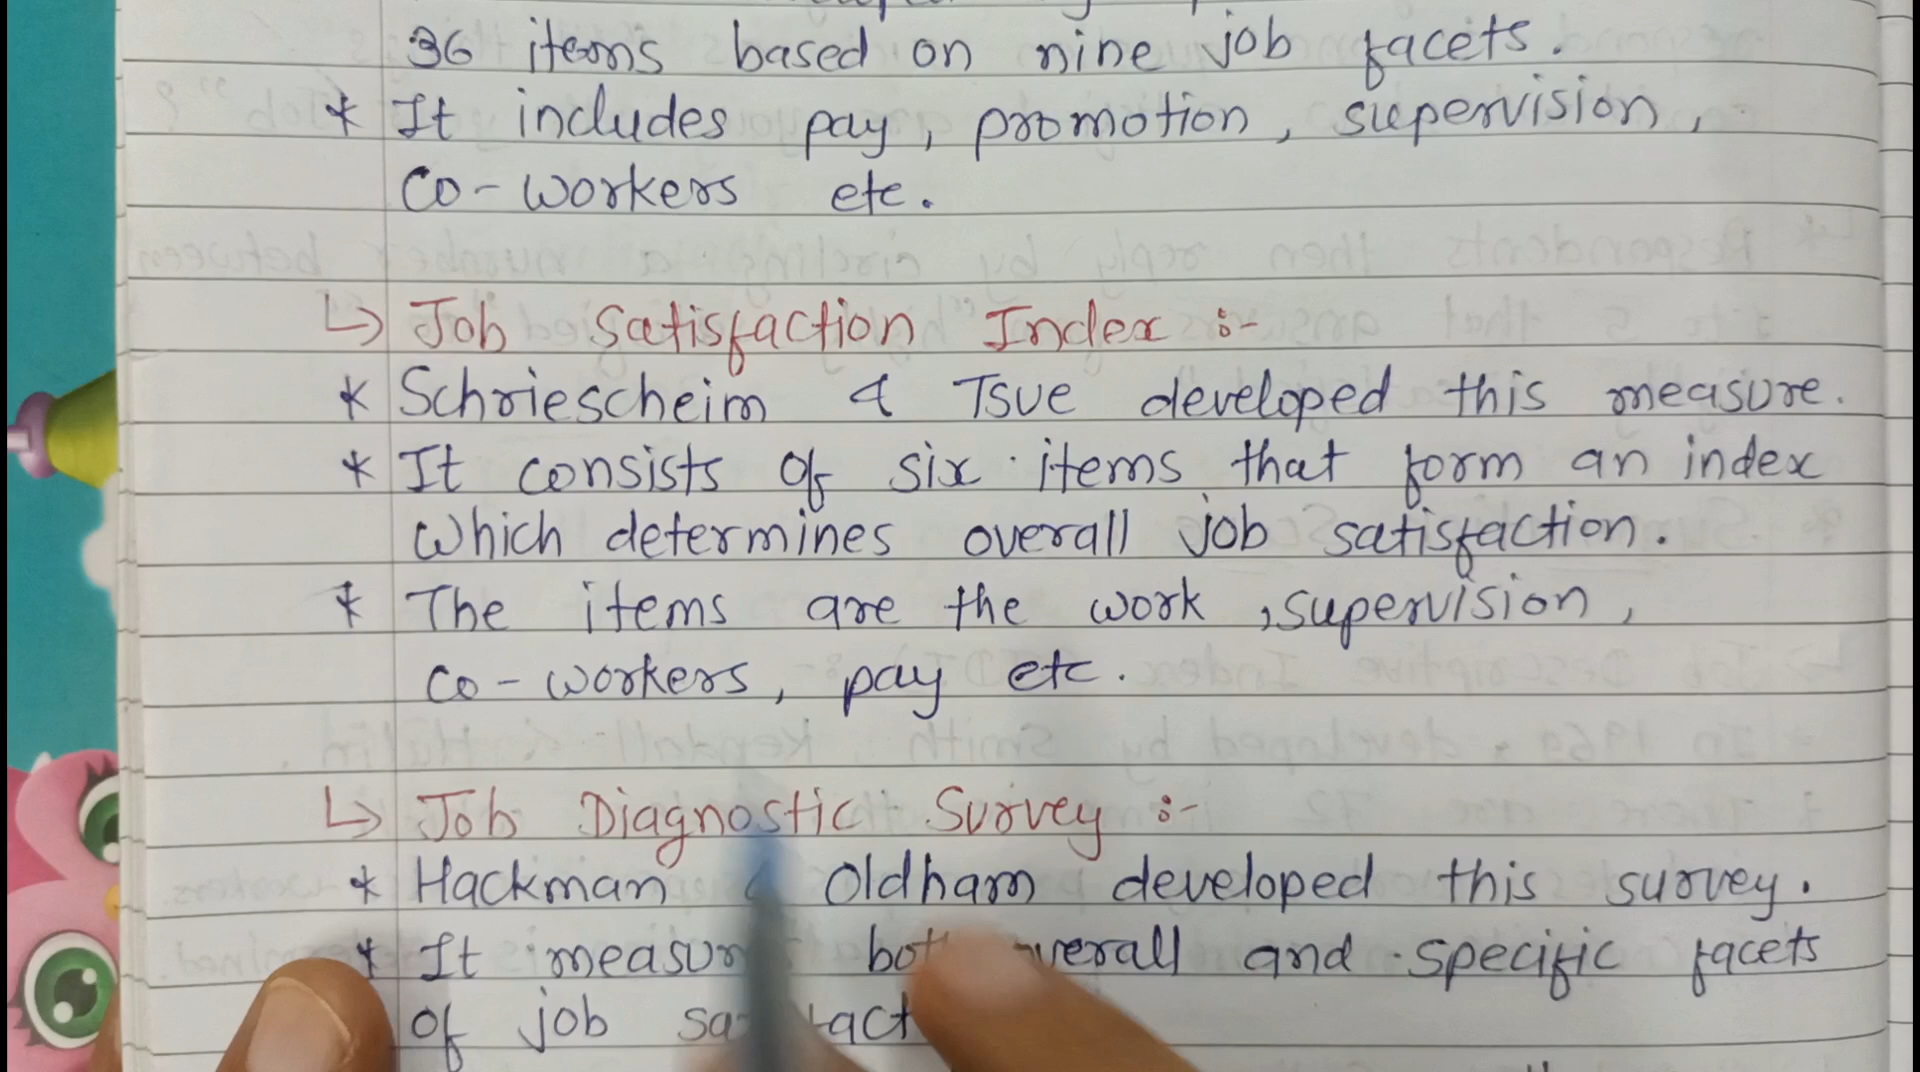 36 items based on nine job facets.
* It includes pay, promotion, supervision,
co-workers etc.
↳ Job Satisfaction Index :-
* Schriescheim & Tsue developed this measure.
* It consists of six items that form an index
which determines overall job satisfaction.
* The items are the work, supervision,
co-workers, pay etc.
↳ Job Diagnostic Survey :-
* Hackman & Oldham developed this survey.
* It and specific facets
of job